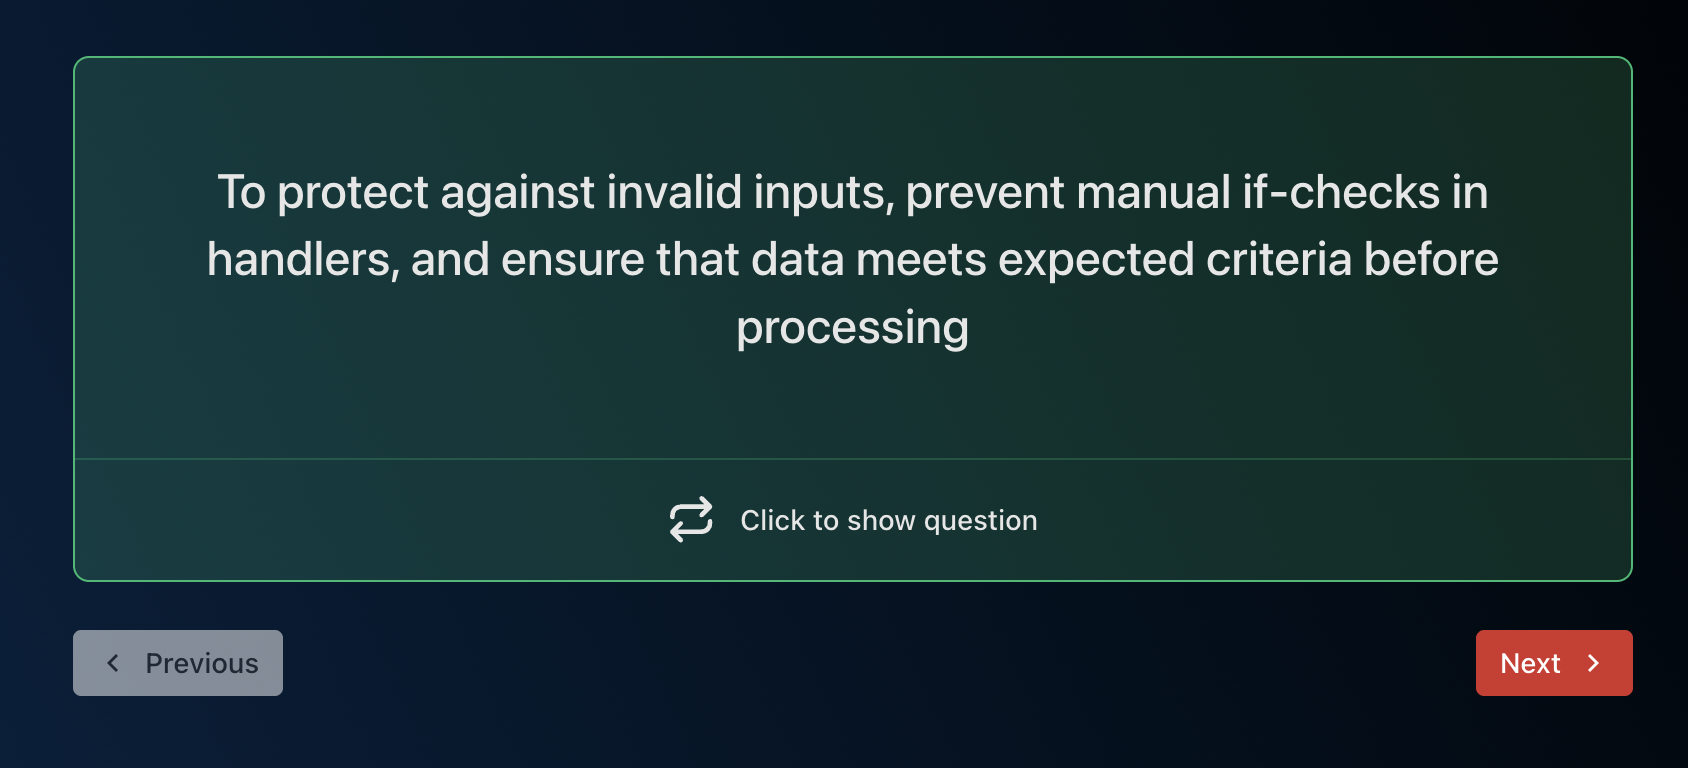 To protect against invalid inputs, prevent manual if-checks in
handlers, and ensure that data meets expected criteria before
processing
Click to show question
Previous
Next